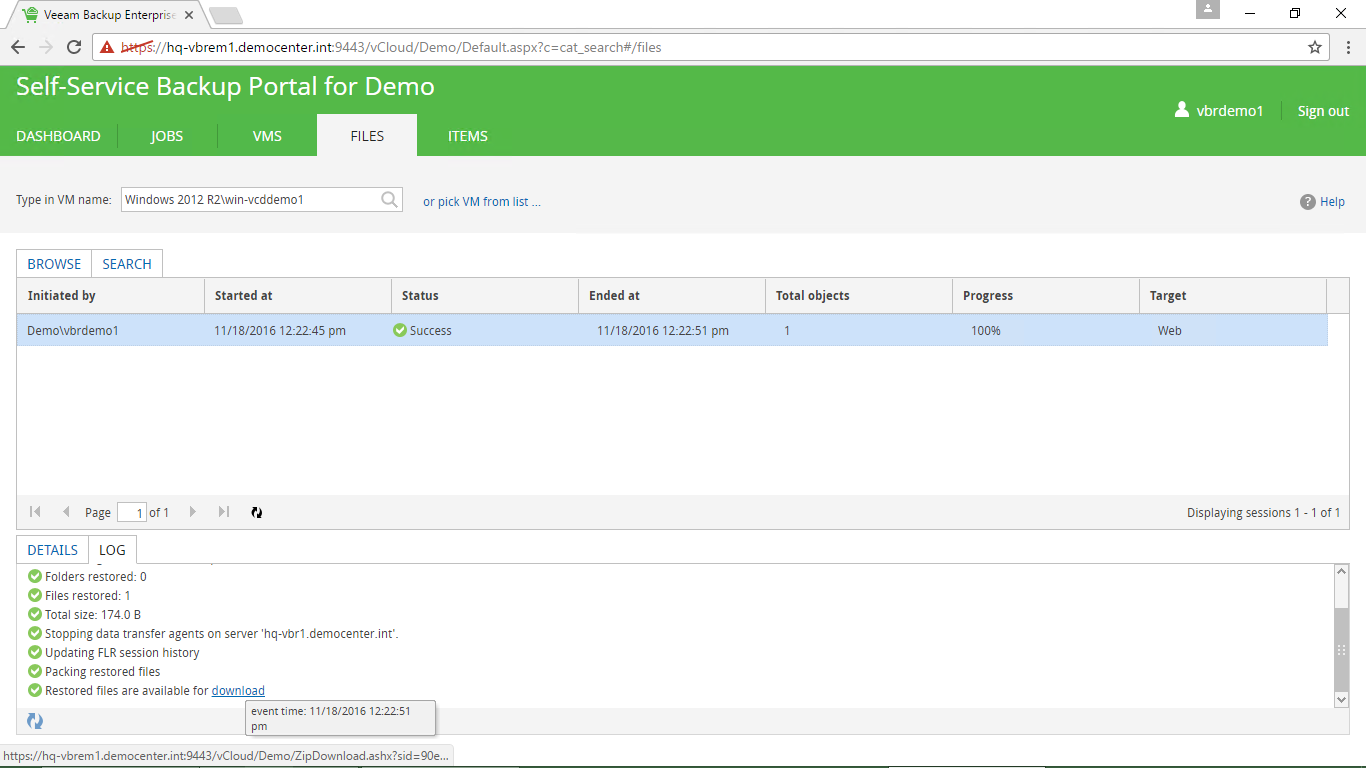 Veeam Backup Enterprise
https://hq-vbrem1.democenter.int:9443/vCloud/Demo/Default.aspx?c=cat_search#/files
Self-Service Backup Portal for Demo
vbrdemo1 Sign out
DASHBOARD JOBS VMS FILES ITEMS
Type in VM name: Windows 2012 R2\win-vcddemo1 or pick VM from list ... ? Help
BROWSE SEARCH
Initiated by Started at Status Ended at Total objects Progress Target
Demo\vbrdemo1 11/18/2016 12:22:45 pm Success 11/18/2016 12:22:51 pm 1 100% Web
Page 1 of 1 Displaying sessions 1 - 1 of 1
DETAILS LOG
Folders restored: 0
Files restored: 1
Total size: 174.0 B
Stopping data transfer agents on server 'hq-vbr1.democenter.int'.
Updating FLR session history
Packing restored files
Restored files are available for download
event time: 11/18/2016 12:22:51
pm
https://hq-vbrem1.democenter.int:9443/vCloud/Demo/ZipDownload.ashx?sid=90e...